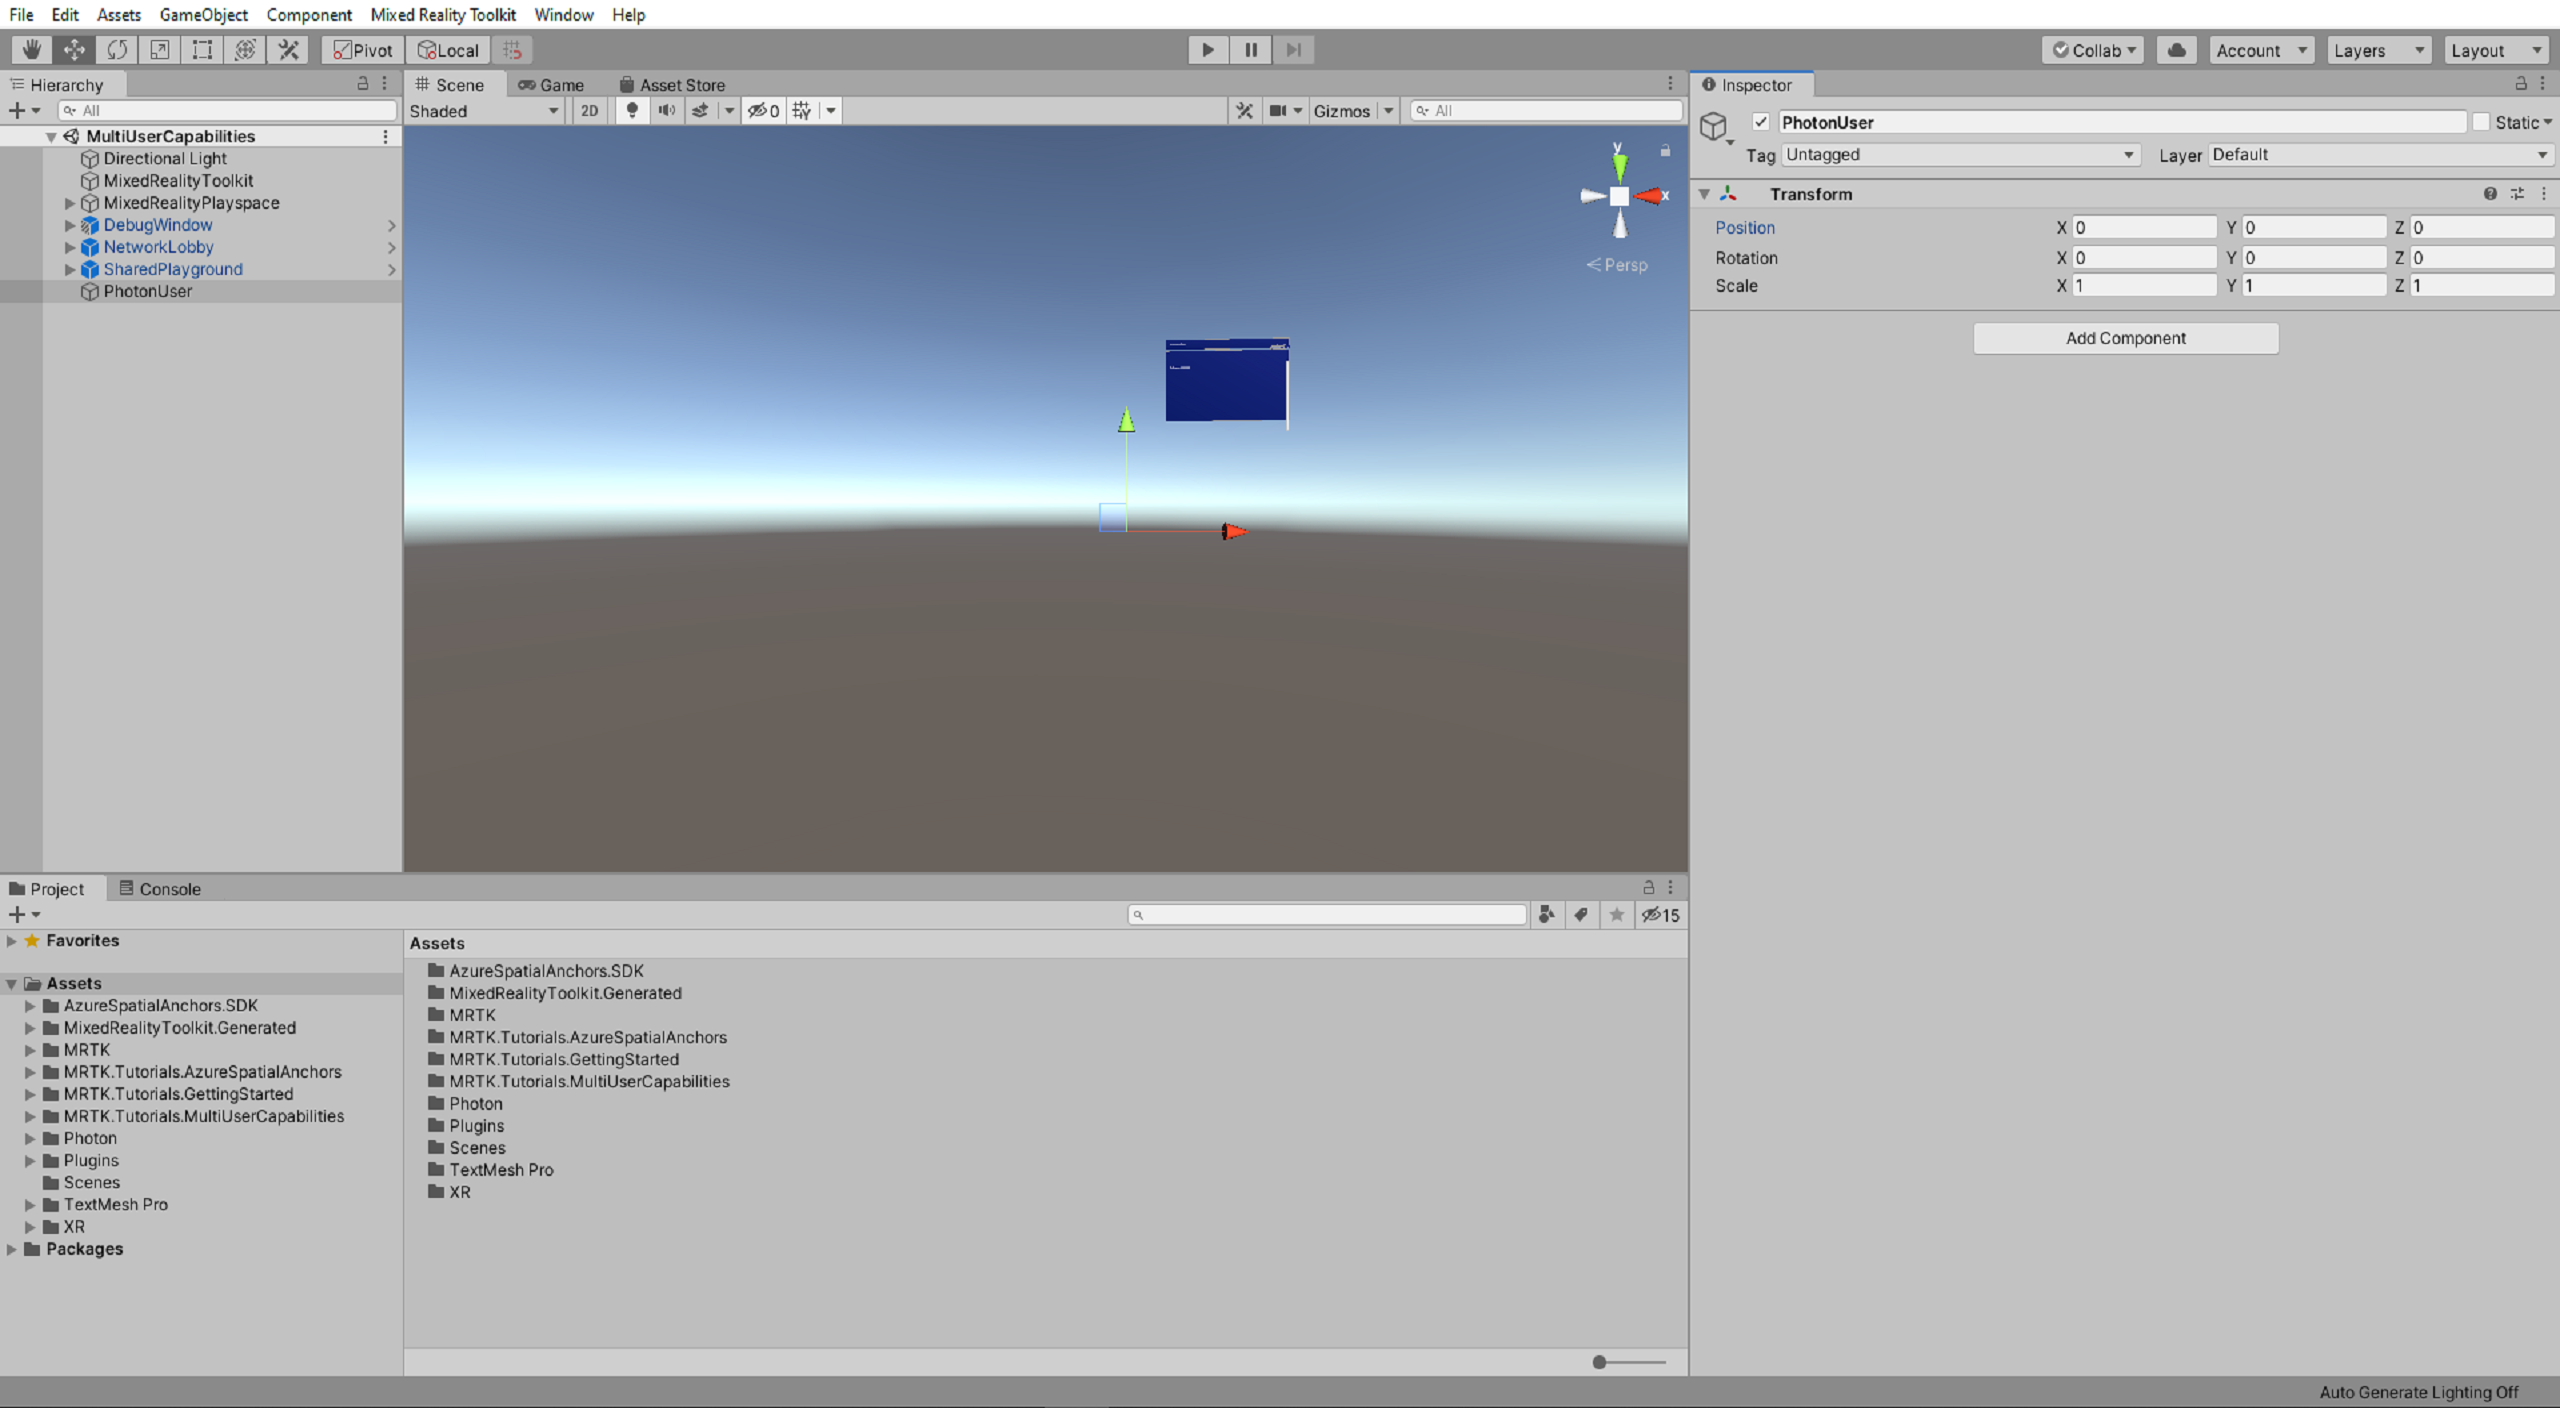 File Edit Assets GameObject Component Mixed Reality Toolkit Window Help
Pivot Local Collab Account Layers Layout
Hierarchy
All
MultiUserCapabilities
Directional Light
MixedRealityToolkit
MixedRealityPlayspace
DebugWindow
NetworkLobby
SharedPlayground
PhotonUser
Scene Game Asset Store
Shaded 2D 0 Gizmos All
y
x
Persp
Inspector
PhotonUser Static
Tag Untagged Layer Default
Transform
Position X 0 Y 0 Z 0
Rotation X 0 Y 0 Z 0
Scale X 1 Y 1 Z 1
Add Component
Project Console
15
Favorites
Assets
AzureSpatialAnchors.SDK
MixedRealityToolkit.Generated
MRTK
MRTK.Tutorials.AzureSpatialAnchors
MRTK.Tutorials.GettingStarted
MRTK.Tutorials.MultiUserCapabilities
Photon
Plugins
Scenes
TextMesh Pro
XR
Packages
Assets
AzureSpatialAnchors.SDK
MixedRealityToolkit.Generated
MRTK
MRTK.Tutorials.AzureSpatialAnchors
MRTK.Tutorials.GettingStarted
MRTK.Tutorials.MultiUserCapabilities
Photon
Plugins
Scenes
TextMesh Pro
XR
Auto Generate Lighting Off